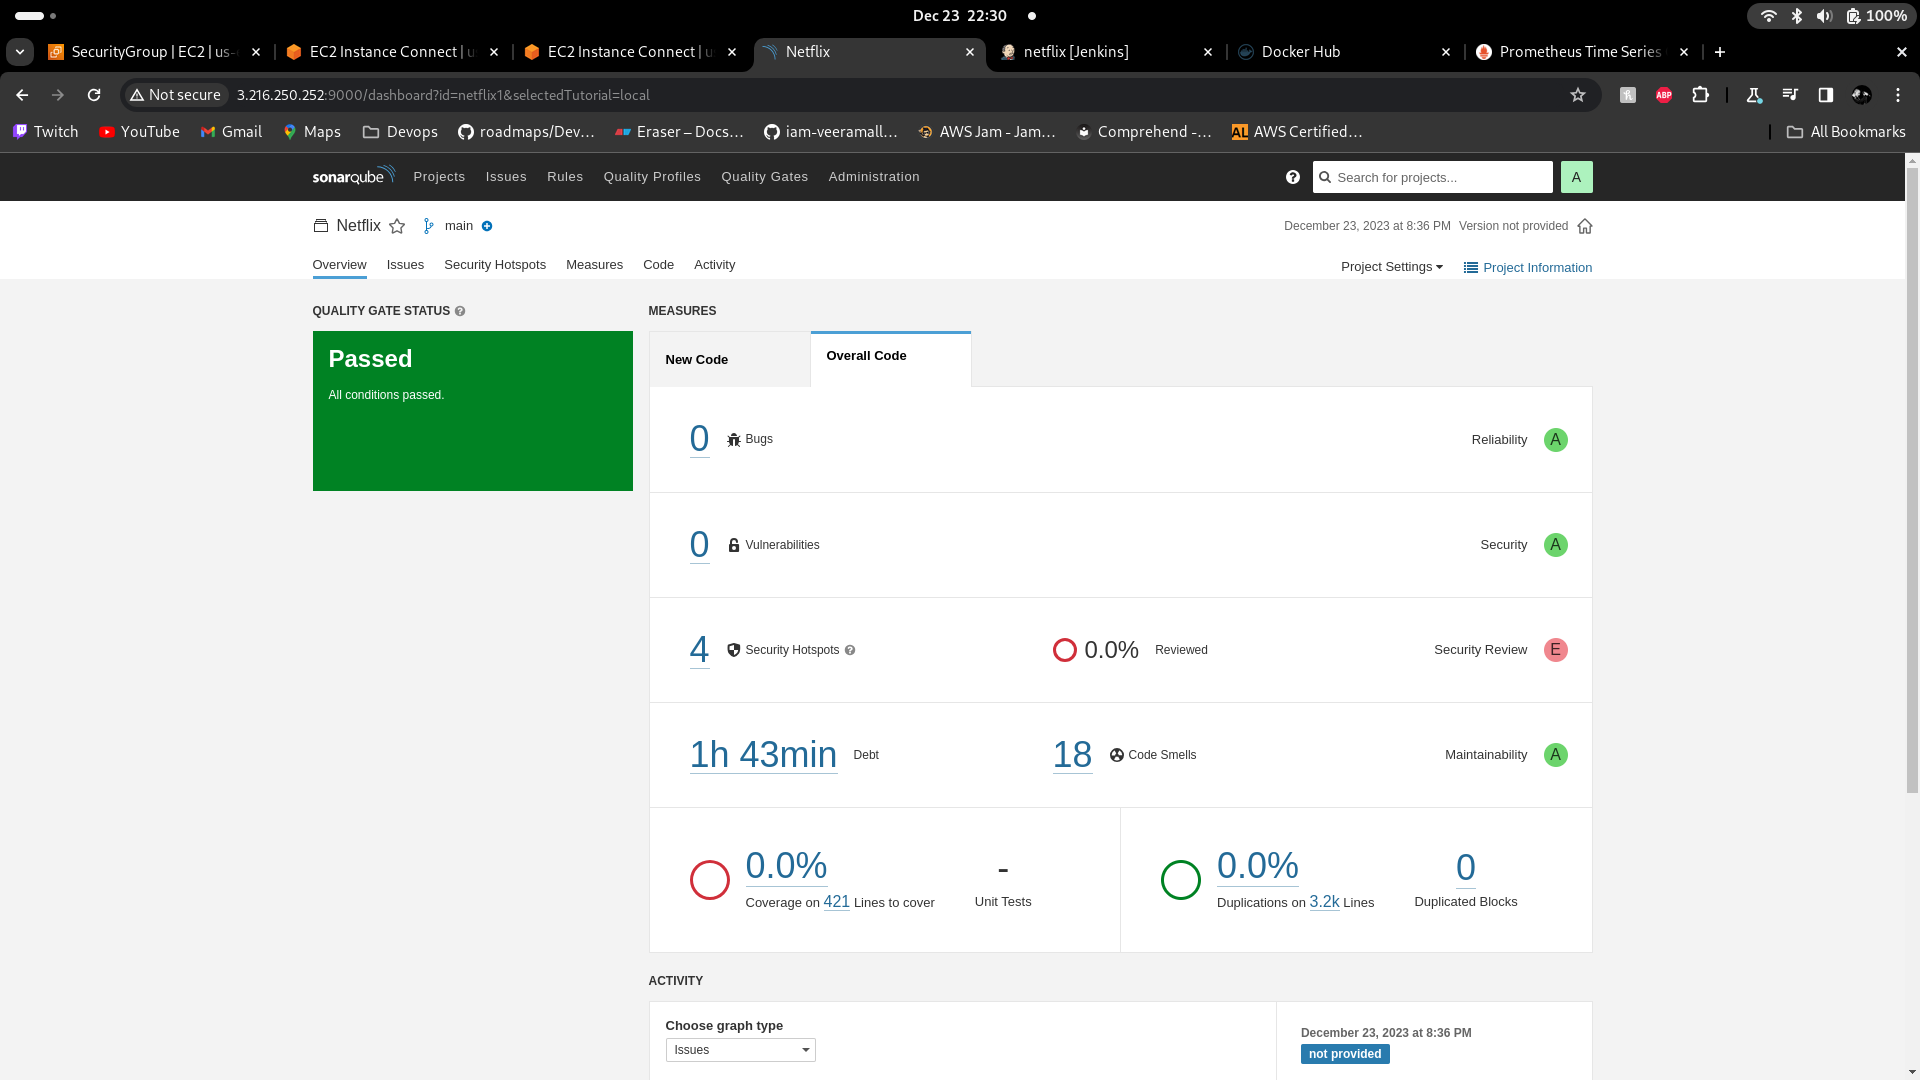 Dec 23 22:30
100%
SecurityGroup | EC2 | us-
EC2 Instance Connect | u
EC2 Instance Connect | u
Netflix
netflix [Jenkins]
Docker Hub
Prometheus Time Series
Not secure
3.216.250.252:9000/dashboard?id=netflix1&selectedTutorial=local
ABP
Twitch
YouTube
Gmail
Maps
Devops
roadmaps/Dev...
Eraser – Docs...
iam-veeramall...
AWS Jam - Jam...
Comprehend -...
AL
AWS Certified...
All Bookmarks
sonarqube
Projects
Issues
Rules
Quality Profiles
Quality Gates
Administration
Search for projects...
A
Netflix
main
December 23, 2023 at 8:36 PM Version not provided
Overview
Issues
Security Hotspots
Measures
Code
Activity
Project Settings
Project Information
QUALITY GATE STATUS
MEASURES
Passed
All conditions passed.
New Code
Overall Code
0 Bugs
Reliability A
0 Vulnerabilities
Security A
4 Security Hotspots
0.0% Reviewed
Security Review E
1h 43min Debt
18 Code Smells
Maintainability A
0.0%
Coverage on 421 Lines to cover
-
Unit Tests
0.0%
Duplications on 3.2k Lines
0
Duplicated Blocks
ACTIVITY
Choose graph type
Issues
December 23, 2023 at 8:36 PM
not provided